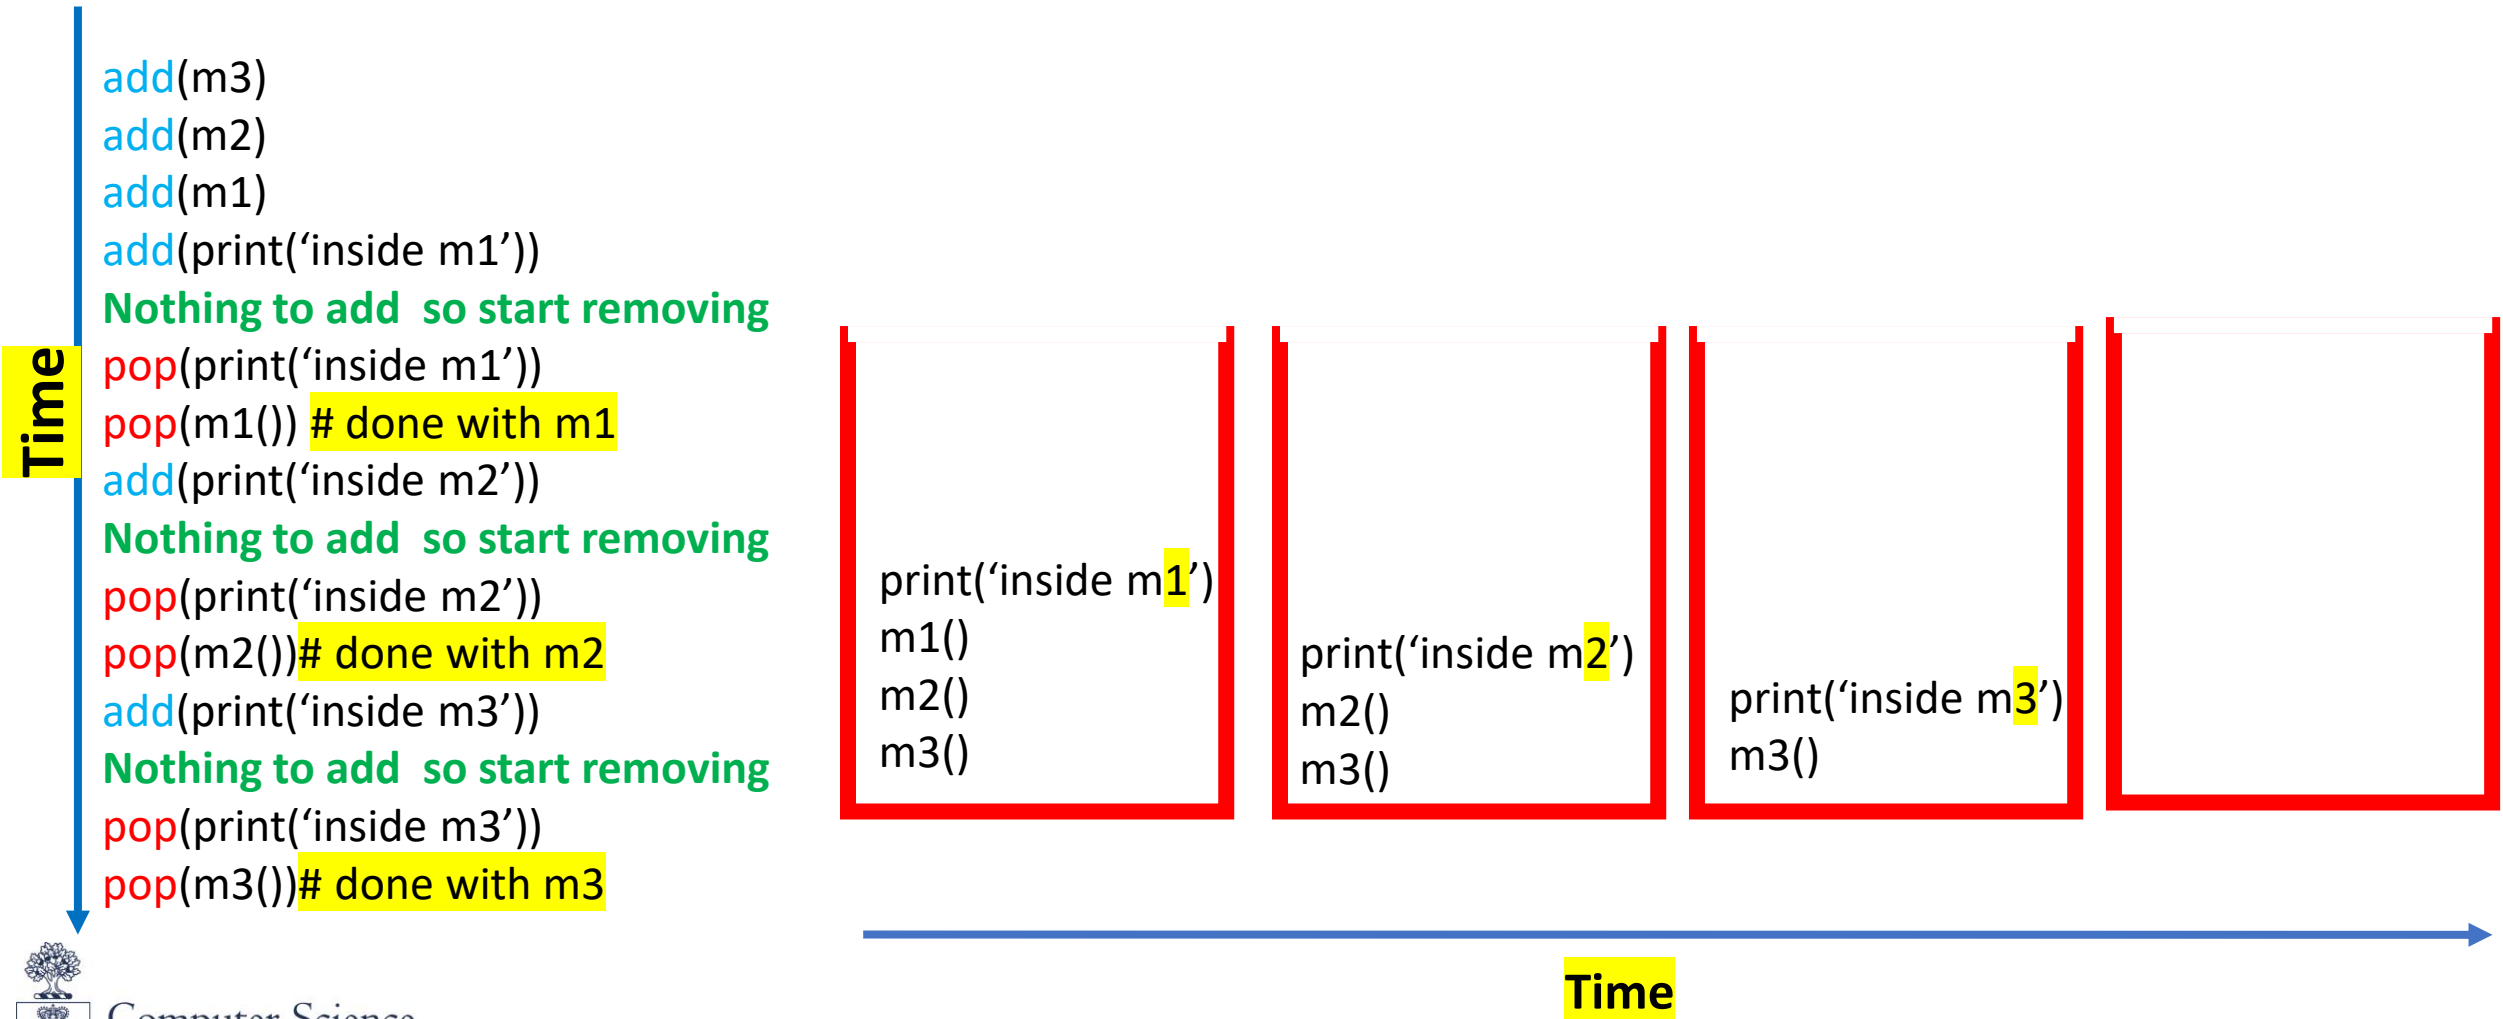 add(m3)
add(m2)
add(m1)
add(print(‘inside m1’))
Nothing to add  so start removing
pop(print(‘inside m1’))
pop(m1()) # done with m1
add(print(‘inside m2’))
Nothing to add  so start removing
pop(print(‘inside m2’))
pop(m2())# done with m2
add(print(‘inside m3’))
Nothing to add  so start removing
pop(print(‘inside m3’))
pop(m3())# done with m3
Time
print(‘inside m1’)
m1()
m2()
m3()
print(‘inside m2’)
m2()
m3()
print(‘inside m3’)
m3()
Time
Computer Science